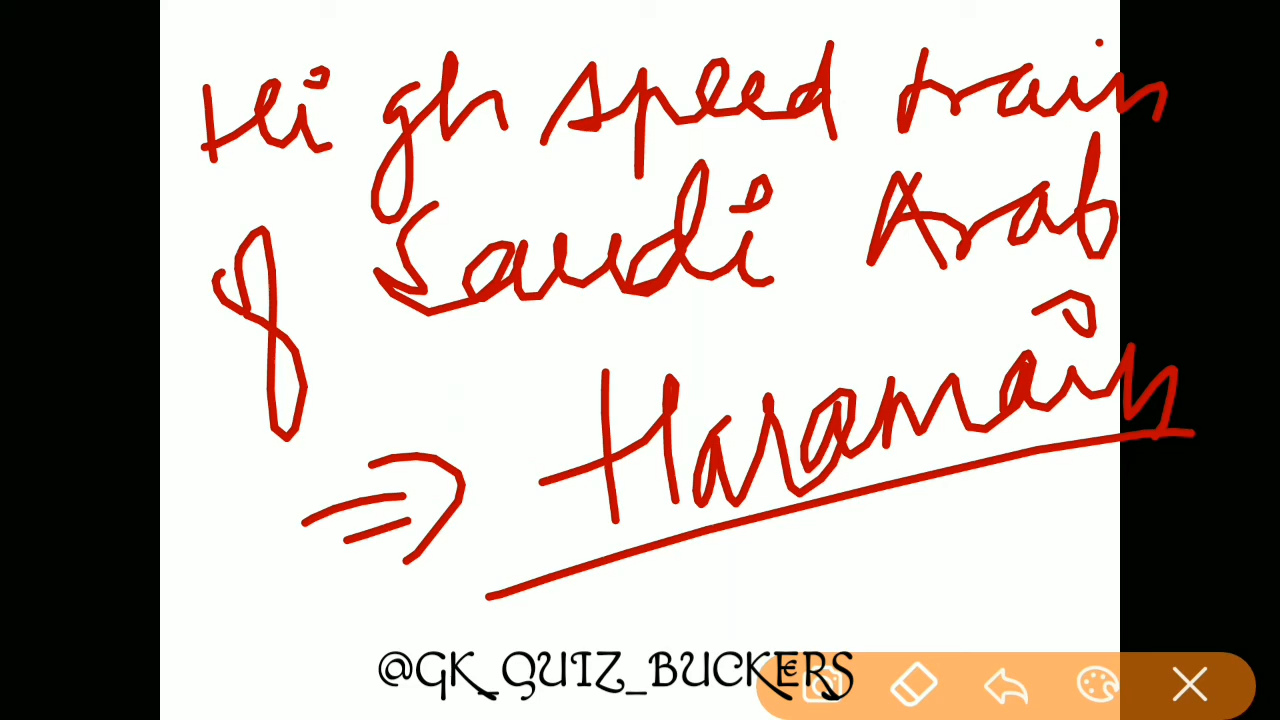 High speed train
of Saudi Arab
⇒ Haramain
@GK_QUIZ_BUCKERS